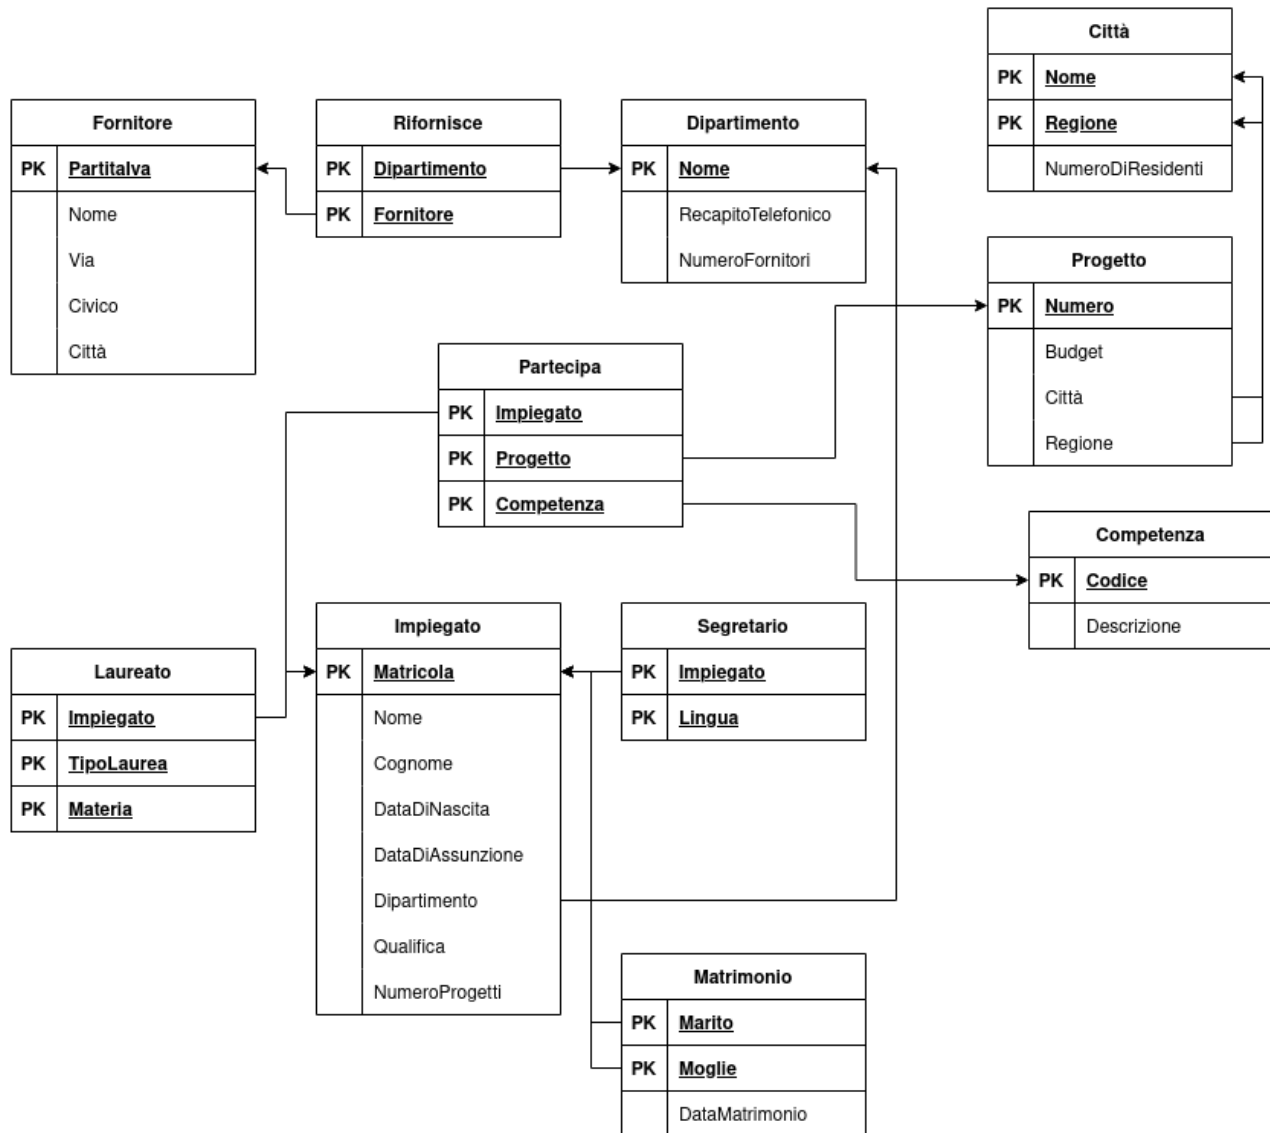 Città
PK Nome
PK Regione
NumeroDiResidenti
Fornitore
PK PartitaIva
Nome
Via
Civico
Città
Rifornisce
PK Dipartimento
PK Fornitore
Dipartimento
PK Nome
RecapitoTelefonico
NumeroFornitori
Progetto
PK Numero
Budget
Città
Regione
Partecipa
PK Impiegato
PK Progetto
PK Competenza
Competenza
PK Codice
Descrizione
Laureato
PK Impiegato
PK TipoLaurea
PK Materia
Impiegato
PK Matricola
Nome
Cognome
DataDiNascita
DataDiAssunzione
Dipartimento
Qualifica
NumeroProgetti
Segretario
PK Impiegato
PK Lingua
Matrimonio
PK Marito
PK Moglie
DataMatrimonio